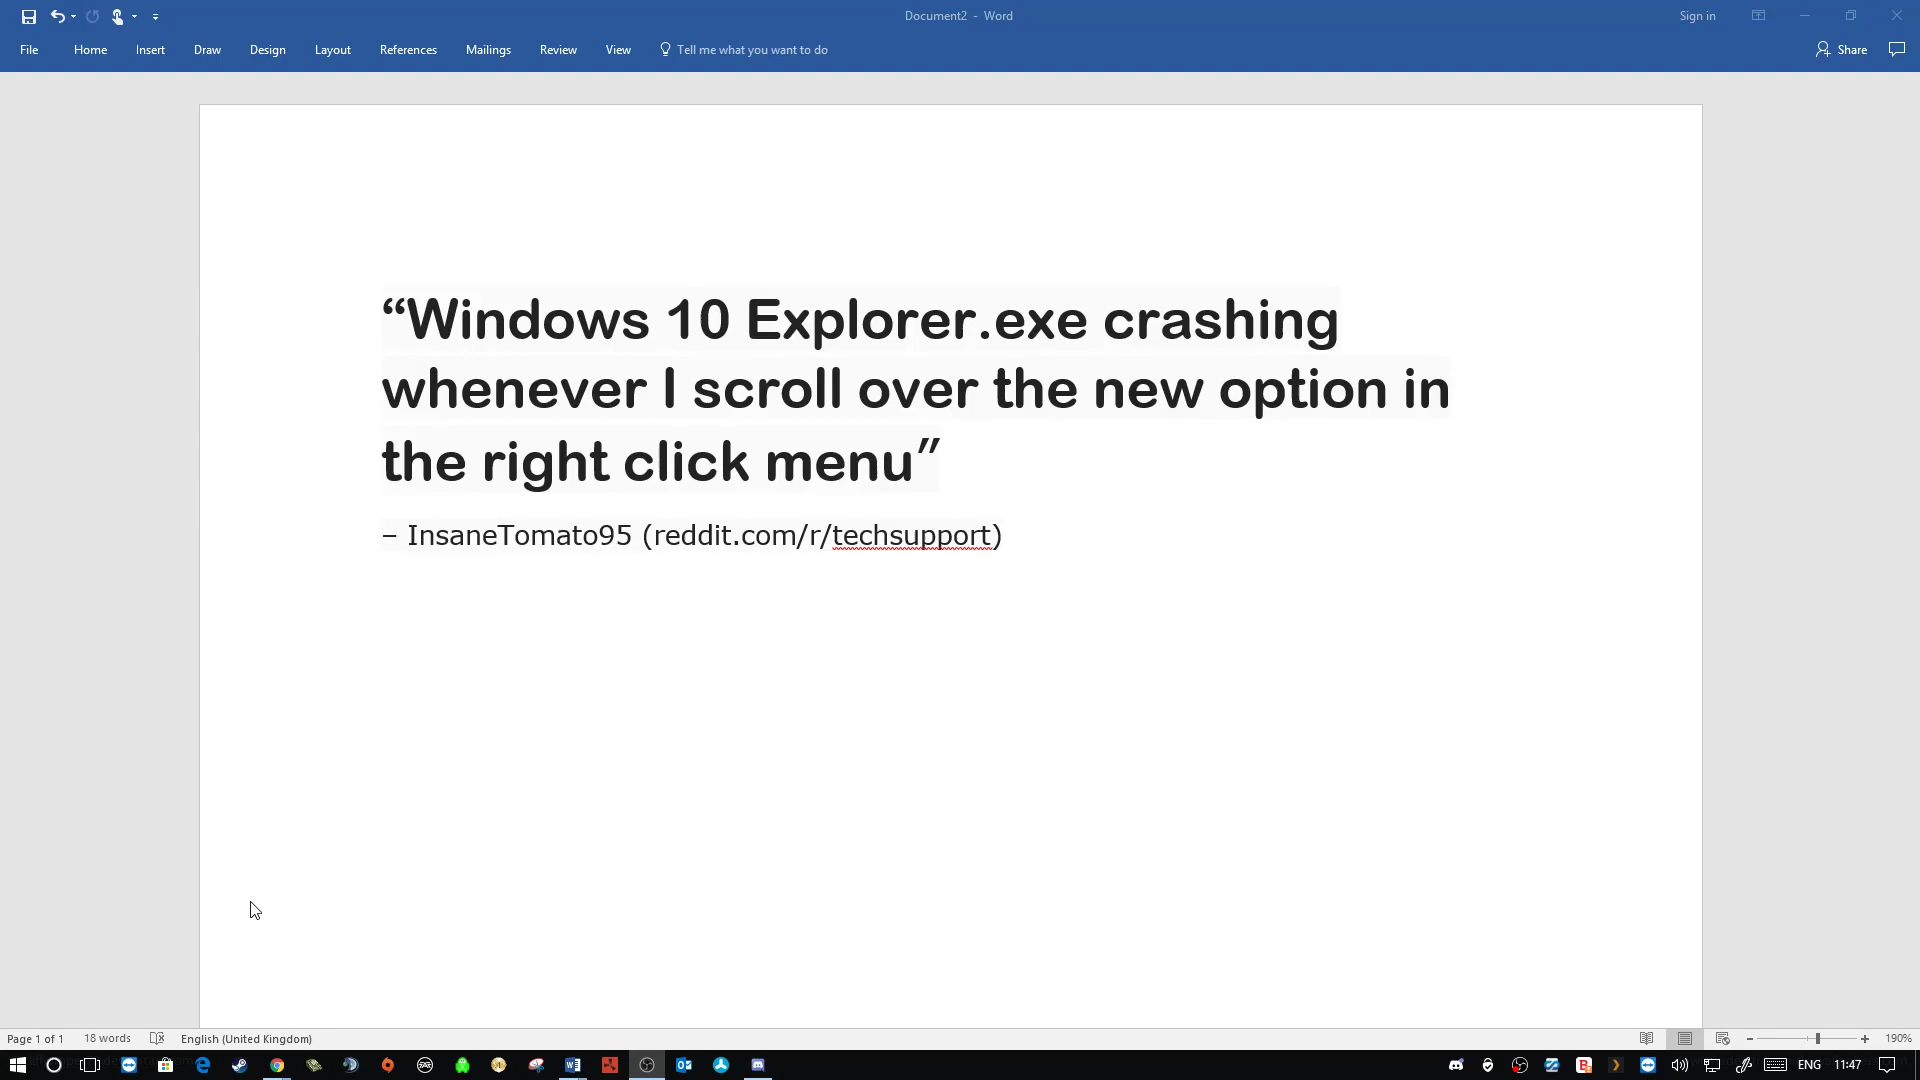 Document2 - Word
Sign in
File Home Insert Draw Design Layout References Mailings Review View Tell me what you want to do
Share
“Windows 10 Explorer.exe crashing
whenever I scroll over the new option in
the right click menu”
– InsaneTomato95 (reddit.com/r/techsupport)
Page 1 of 1 18 words English (United Kingdom) 190%
ENG 11:47